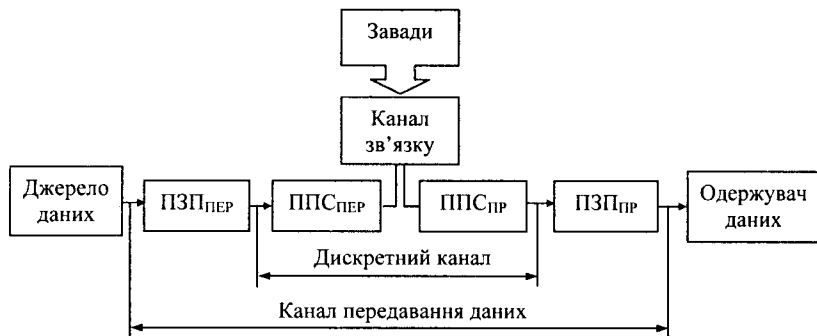 Завади
Канал
зв’язку
Джерело
даних
ПЗППЕР
ППСПЕР
ППСПР
ПЗППР
Одержувач
даних
Дискретний канал
Канал передавання даних